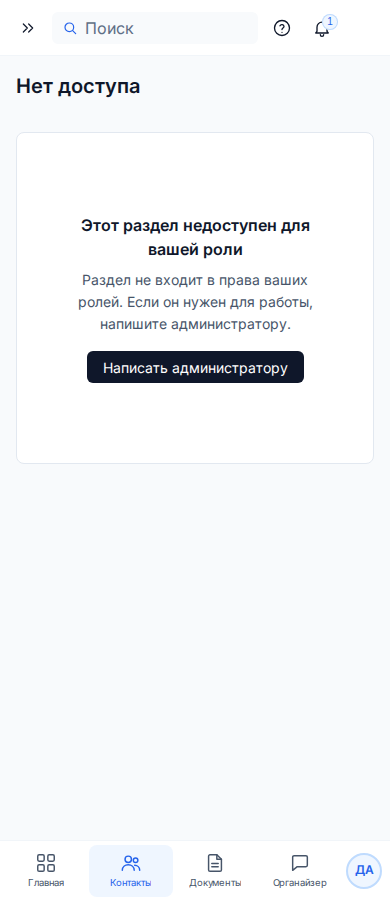 Поиск
1
Нет доступа
Этот раздел недоступен для
вашей роли
Раздел не входит в права ваших
ролей. Если он нужен для работы,
напишите администратору.
Написать администратору
Главная
Контакты
Документы
Органайзер
ДА